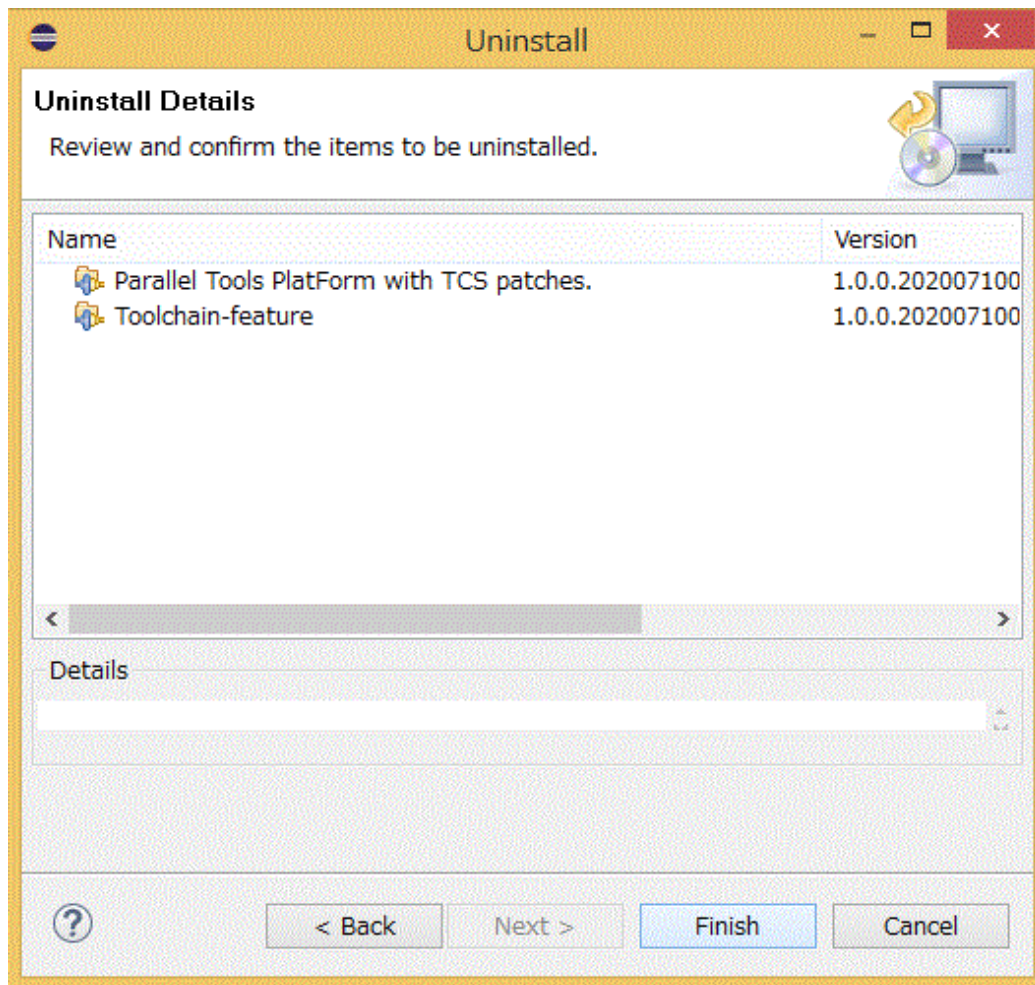 Uninstall
Uninstall Details
Review and confirm the items to be uninstalled.
Name Version
Parallel Tools PlatForm with TCS patches. 1.0.0.202007100
Toolchain-feature 1.0.0.202007100
Details
< Back Next > Finish Cancel